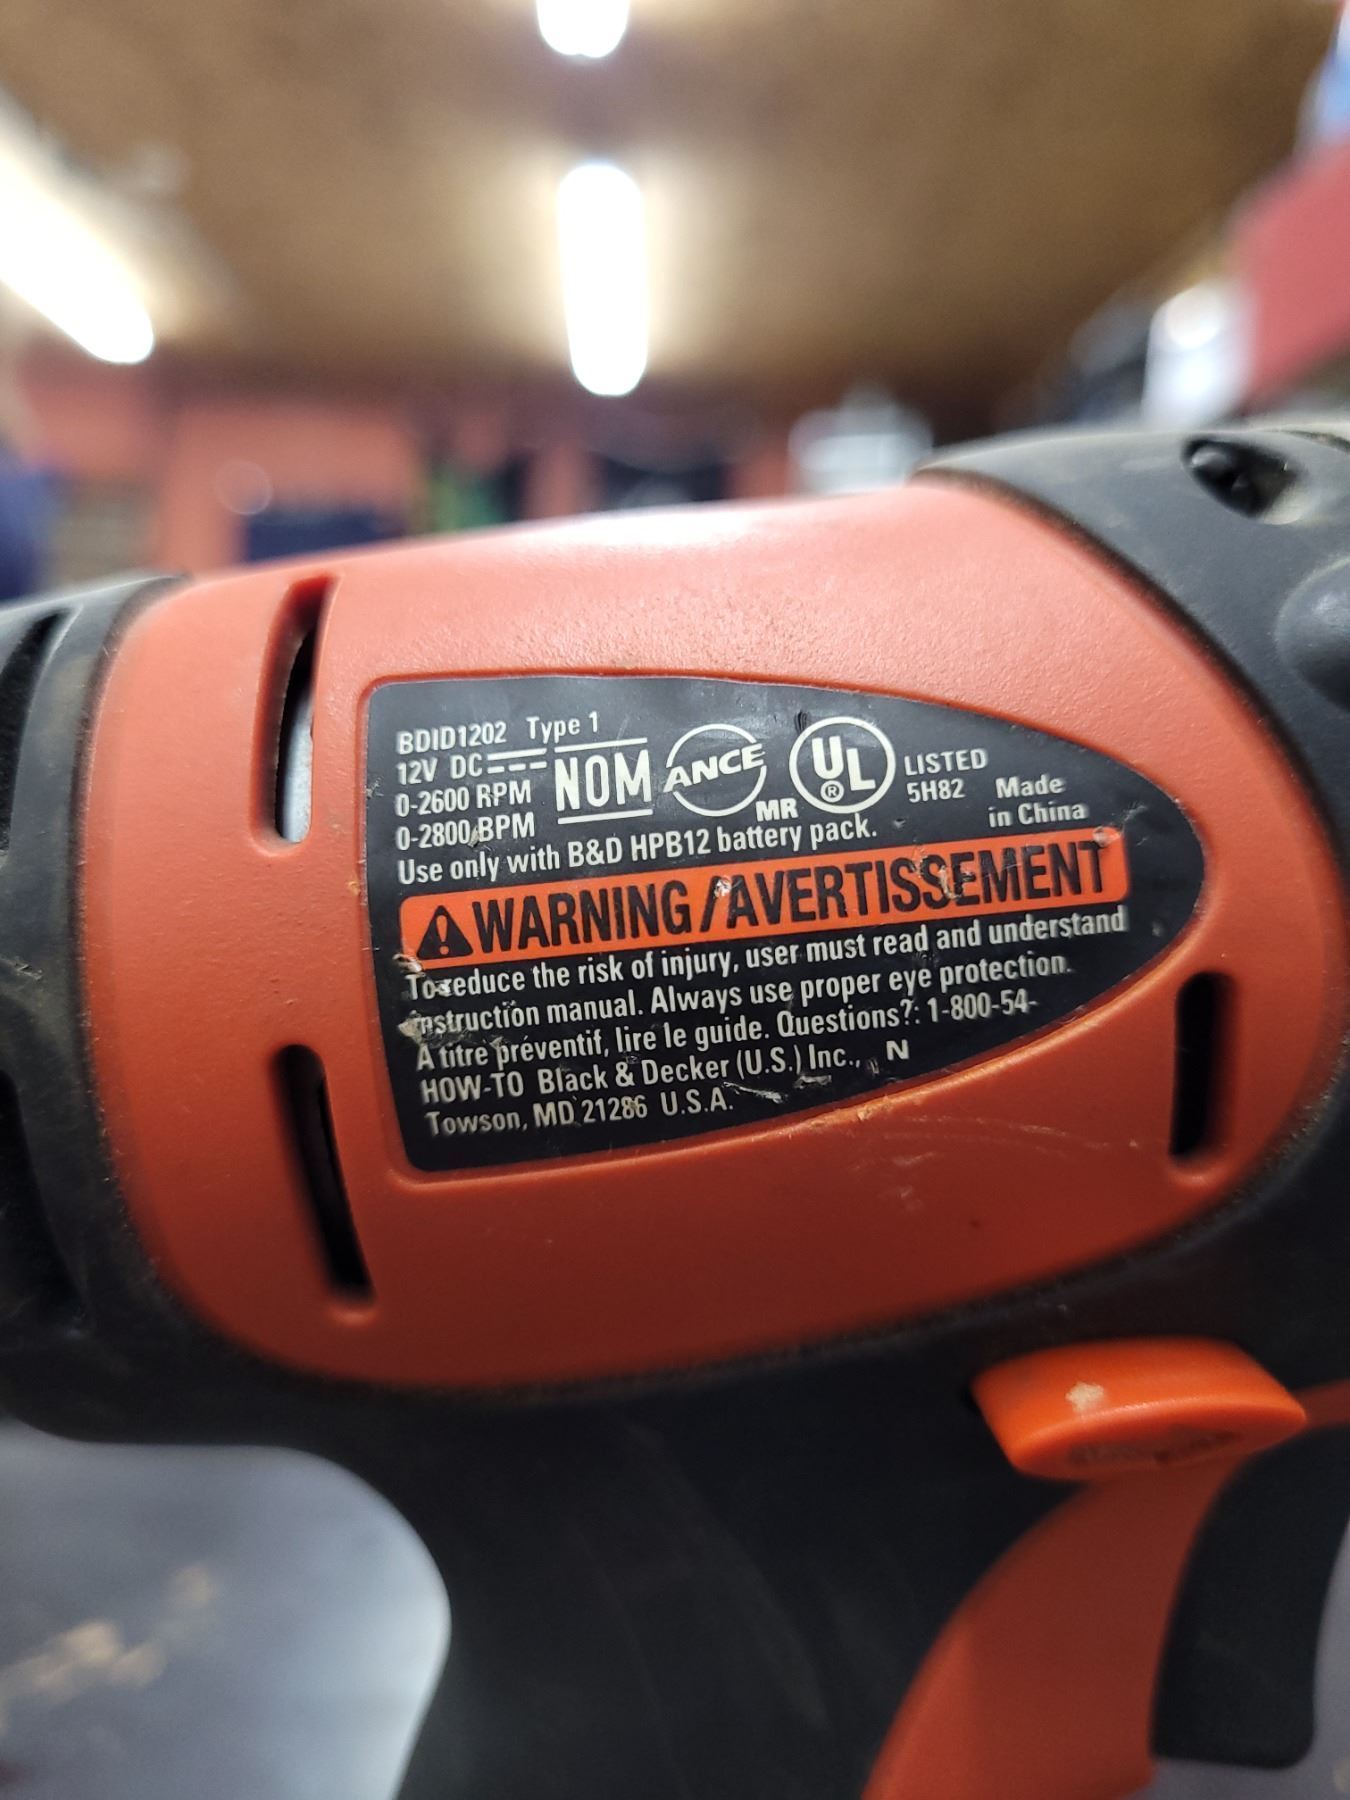 BDID1202 Type 1
12V DC
0-2600 RPM
0-2800 BPM
NOM
ANCE
MR
UL
®
LISTED
5H82
Made
in China
Use only with B&D HPB12 battery pack.
WARNING/AVERTISSEMENT
To reduce the risk of injury, user must read and understand
instruction manual. Always use proper eye protection.
A titre préventif, lire le guide. Questions?: 1-800-54-
HOW-TO Black & Decker (U.S.) Inc., N
Towson, MD 21286 U.S.A.